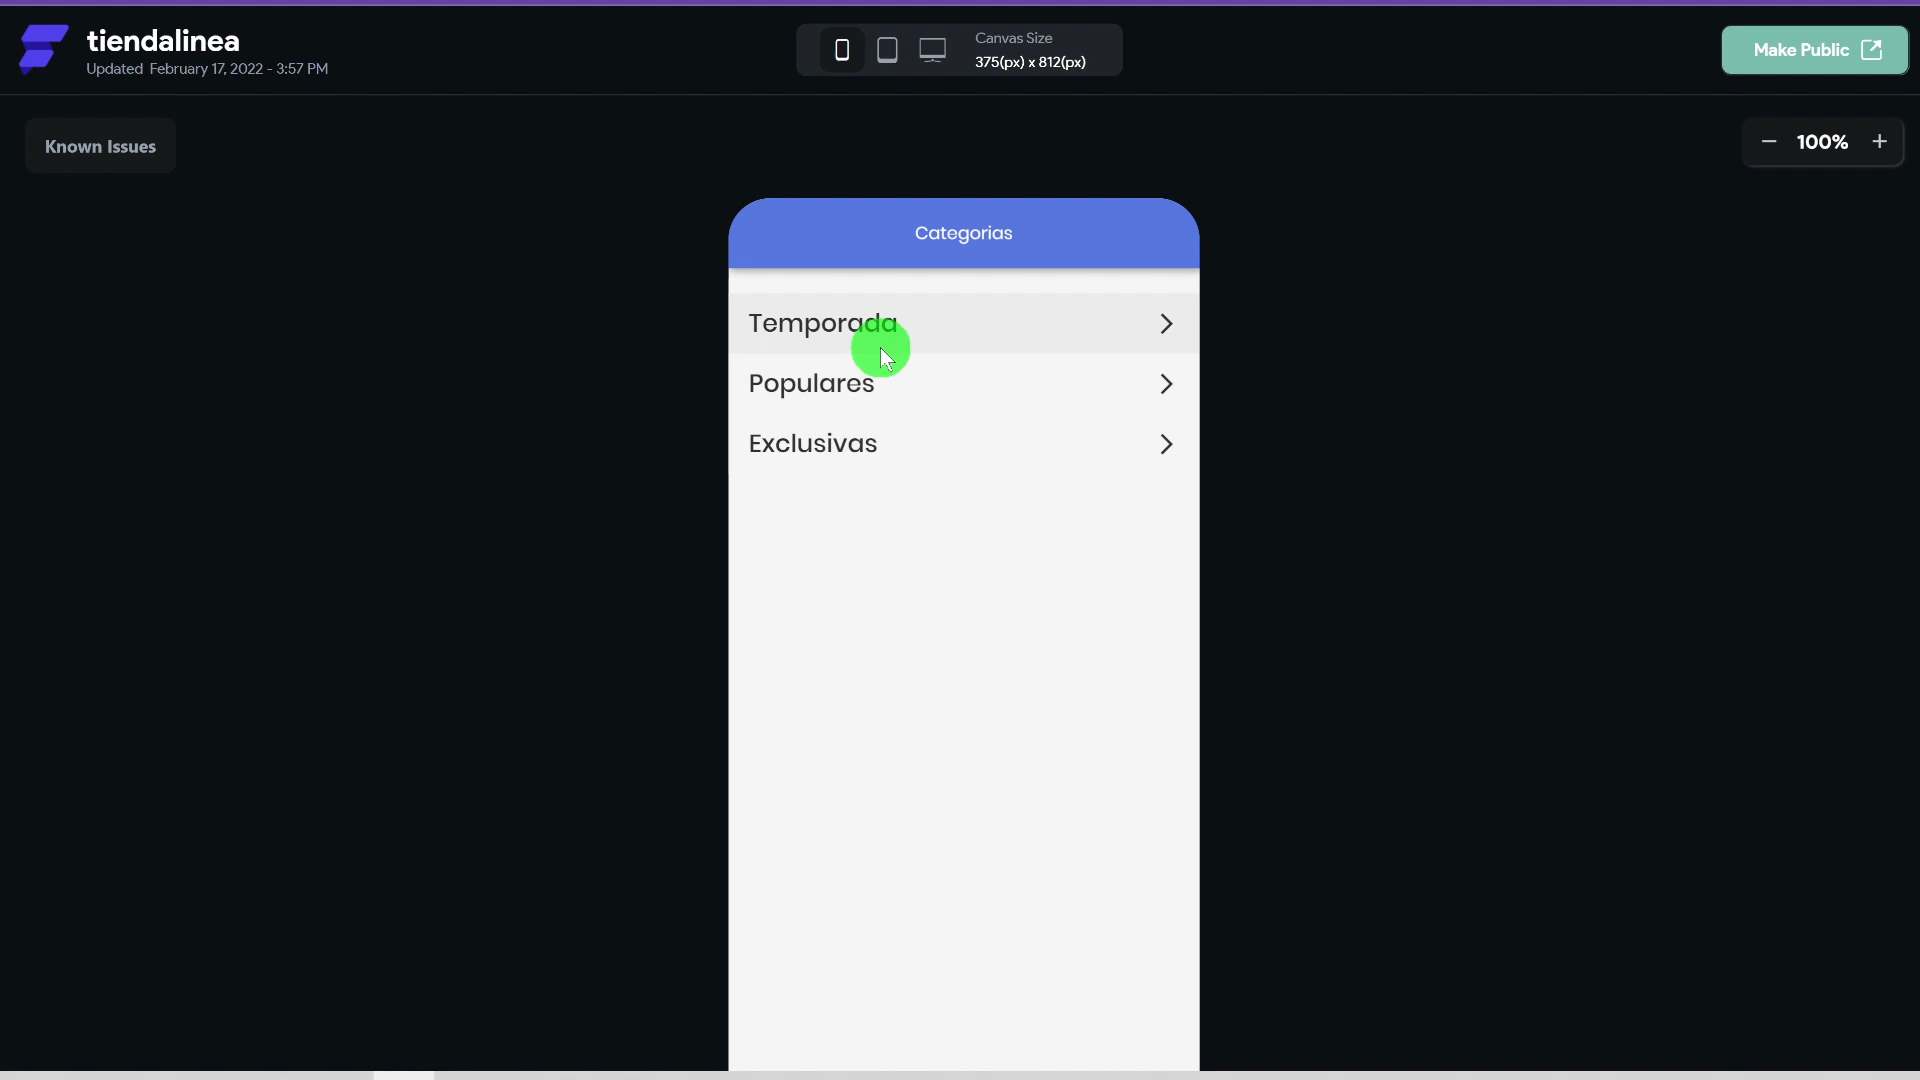 tiendalinea
Updated February 17, 2022 - 3:57 PM
Canvas Size
375(px) x 812(px)
Make Public
Known Issues
100%
Categorias
Temporada
Populares
Exclusivas